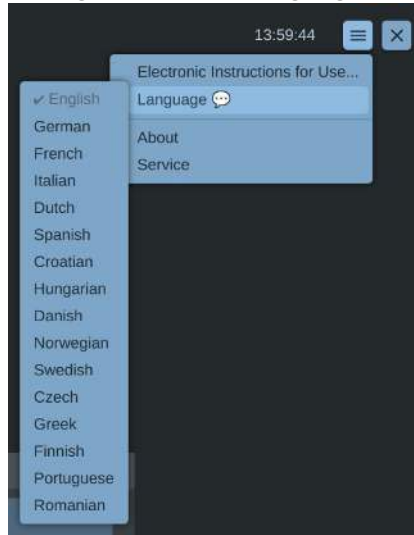 13:59:44
Electronic Instructions for Use...
Language 💬
About
Service
✔ English
German
French
Italian
Dutch
Spanish
Croatian
Hungarian
Danish
Norwegian
Swedish
Czech
Greek
Finnish
Portuguese
Romanian